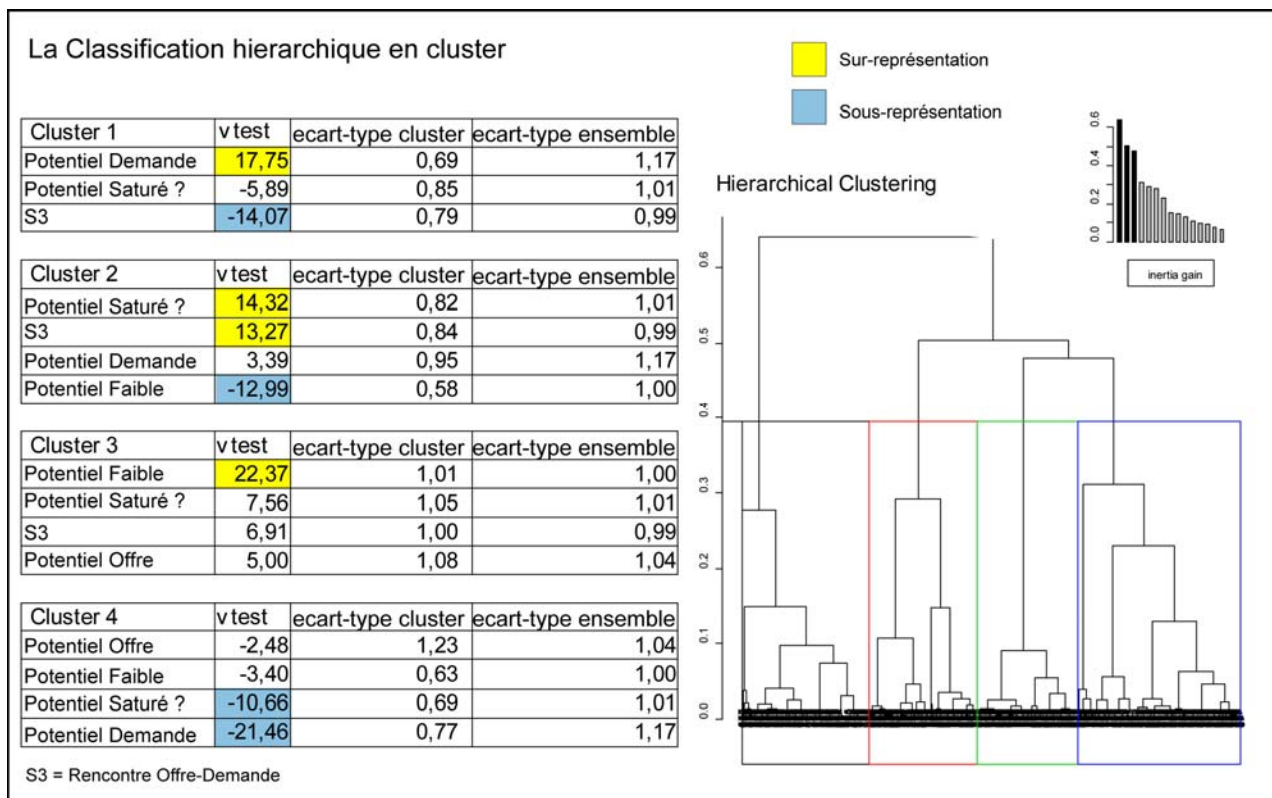 La Classification hierarchique en cluster
Sur-représentation
Sous-représentation
Cluster 1 v test ecart-type cluster ecart-type ensemble
Potentiel Demande 17,75 0,69 1,17
Potentiel Saturé ? -5,89 0,85 1,01
S3 -14,07 0,79 0,99
Cluster 2 v test ecart-type cluster ecart-type ensemble
Potentiel Saturé ? 14,32 0,82 1,01
S3 13,27 0,84 0,99
Potentiel Demande 3,39 0,95 1,17
Potentiel Faible -12,99 0,58 1,00
Cluster 3 v test ecart-type cluster ecart-type ensemble
Potentiel Faible 22,37 1,01 1,00
Potentiel Saturé ? 7,56 1,05 1,01
S3 6,91 1,00 0,99
Potentiel Offre 5,00 1,08 1,04
Cluster 4 v test ecart-type cluster ecart-type ensemble
Potentiel Offre -2,48 1,23 1,04
Potentiel Faible -3,40 0,63 1,00
Potentiel Saturé ? -10,66 0,69 1,01
Potentiel Demande -21,46 0,77 1,17
S3 = Rencontre Offre-Demande
Hierarchical Clustering
0.6
0.5
0.4
0.3
0.2
0.1
0.0
0.6
0.4
0.2
0.0
inertia gain